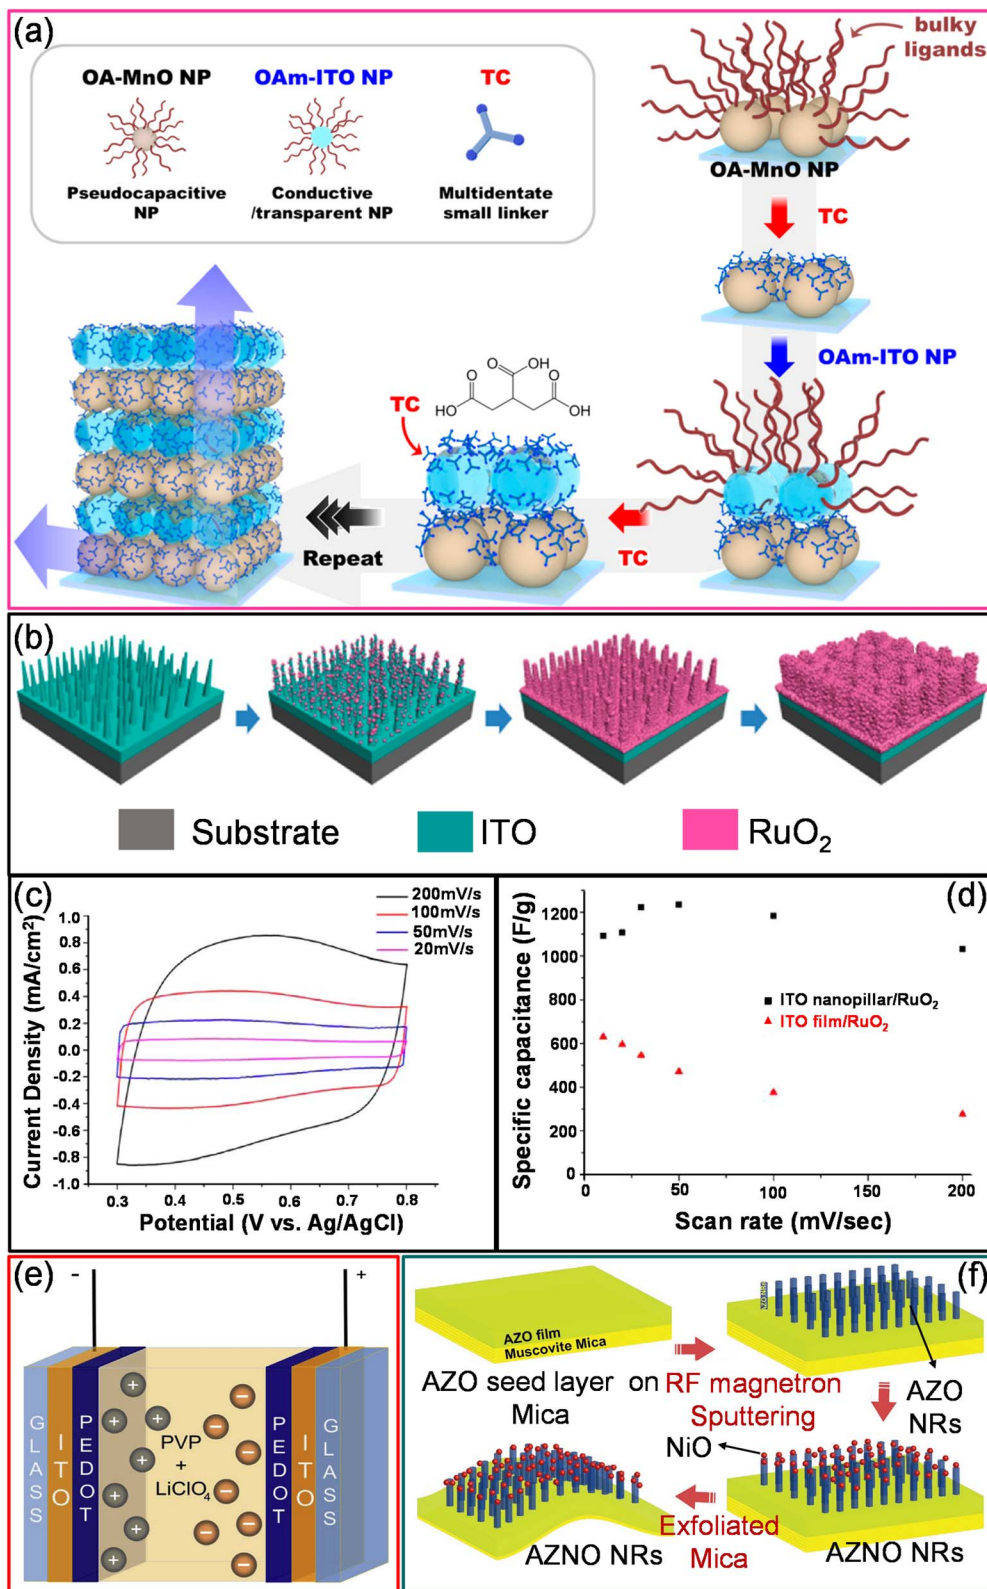 (a)
OA-MnO NP
OAm-ITO NP
TC
Pseudocapacitive
NP
Conductive
/transparent NP
Multidentate
small linker
bulky
ligands
OA-MnO NP
TC
OAm-ITO NP
TC
Repeat
TC
O
OH
O
HO
O
OH
(b)
Substrate
ITO
RuO2
(c)
Current Density (mA/cm2)
1.0
0.8
0.6
0.4
0.2
0.0
-0.2
-0.4
-0.6
-0.8
-1.0
200mV/s
100mV/s
50mV/s
20mV/s
0.3
0.4
0.5
0.6
0.7
0.8
Potential (V vs. Ag/AgCl)
(d)
Specific capacitance (F/g)
1200
1000
800
600
400
200
0
ITO nanopillar/RuO2
ITO film/RuO2
0
50
100
150
200
Scan rate (mV/sec)
(e)
-
+
GLASS
ITO
PEDOT
PVP
+
LiClO4
PEDOT
ITO
GLASS
(f)
AZO film
Muscovite Mica
AZO seed layer on
Mica
RF magnetron
Sputtering
AZO
NRs
NiO
Exfoliated
Mica
AZNO NRs
AZNO NRs